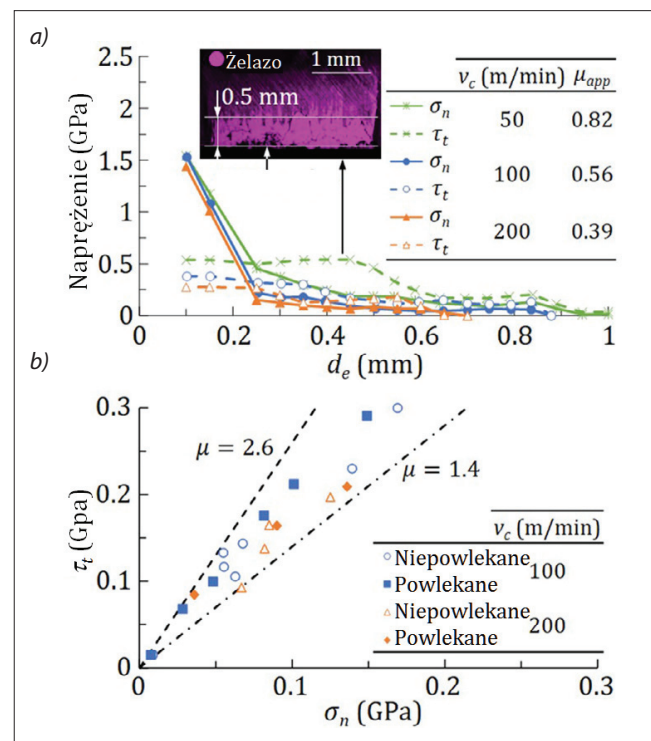 a)
Naprężenie (GPa)
2.5
2
1.5
1
0.5
0
Żelazo
1 mm
0.5 mm
v_c (m/min) μ_app
σ_n
τ_t
50 0.82
σ_n
τ_t
100 0.56
σ_n
τ_t
200 0.39
0 0.2 0.4 0.6 0.8 1
d_e (mm)
b)
τ_t (Gpa)
0.3
0.2
0.1
0
μ = 2.6
μ = 1.4
v_c (m/min)
Niepowlekane
Powlekane
100
Niepowlekane
Powlekane
200
0 0.1 0.2 0.3
σ_n (GPa)